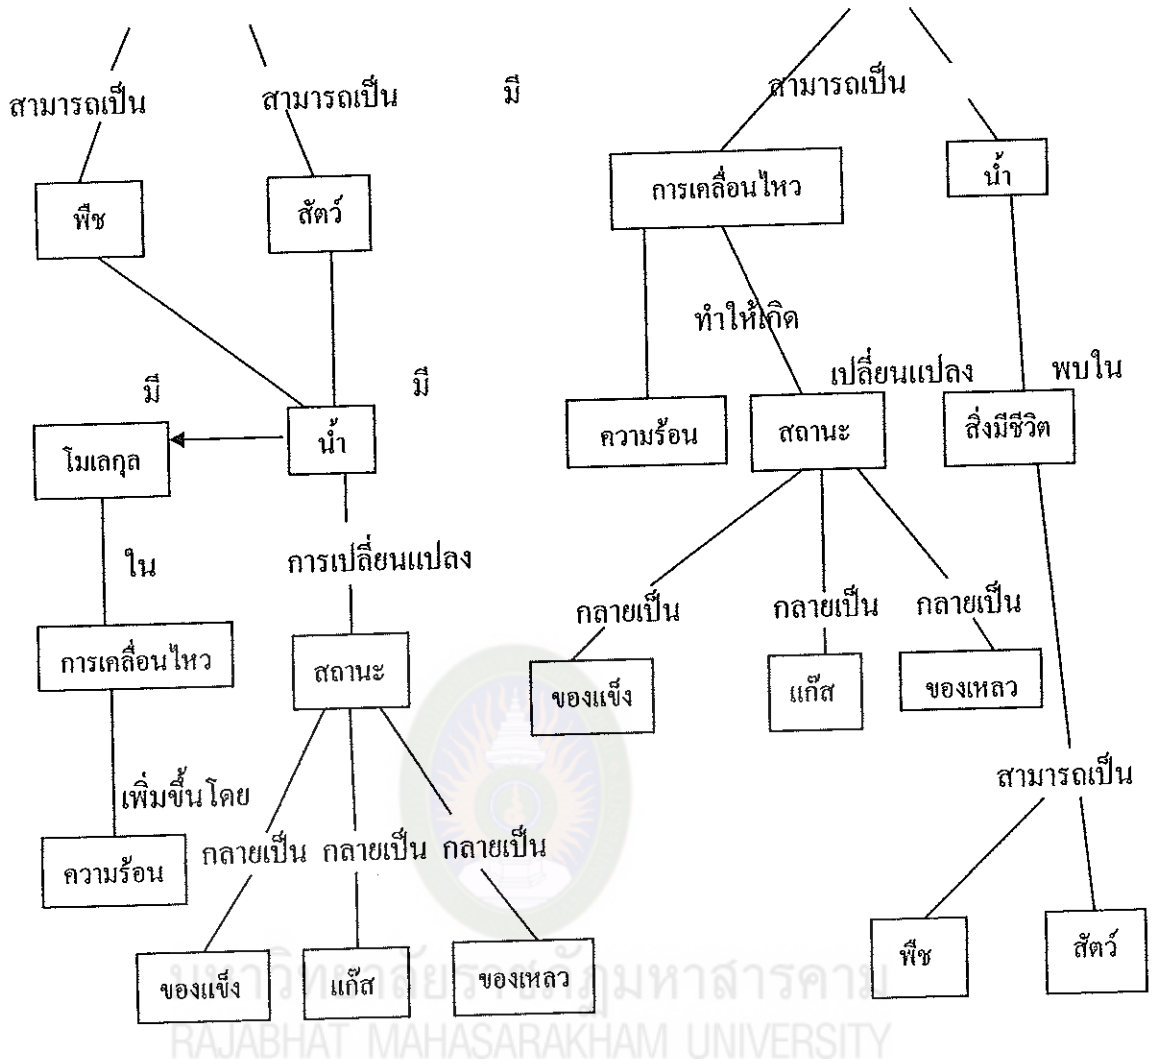 สามารถเป็น สามารถเป็น มี สามารถเป็น
พืช สัตว์ การเคลื่อนไหว น้ำ
ทำให้เกิด
มี มี เปลี่ยนแปลง พบใน
โมเลกุล น้ำ ความร้อน สถานะ สิ่งมีชีวิต
ใน การเปลี่ยนแปลง
กลายเป็น กลายเป็น กลายเป็น
การเคลื่อนไหว สถานะ ของแข็ง แก๊ส ของเหลว
สามารถเป็น
เพิ่มขึ้นโดย
กลายเป็น กลายเป็น กลายเป็น
ความร้อน
พืช สัตว์
ของแข็ง แก๊ส ของเหลว
มหาวิทยาลัยราชภัฏมหาสารคาม
RAJABHAT MAHASARAKHAM UNIVERSITY